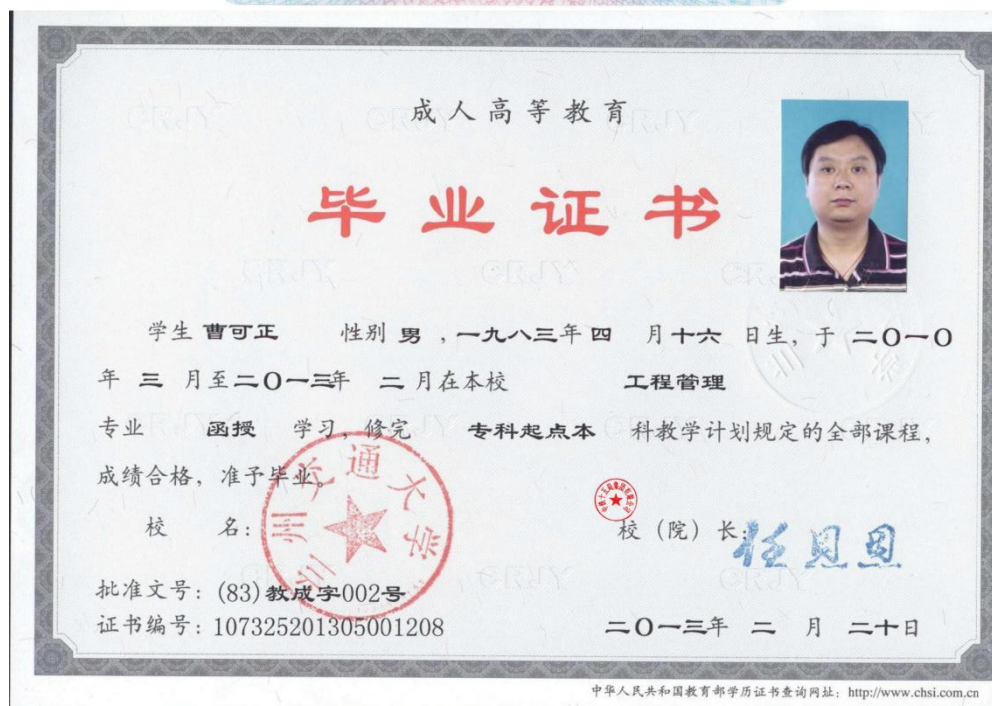 成人高等教育
毕业证书
学生 曹可正 性别 男 , 一九八三年 四 月 十六 日生, 于 二〇一〇
年 三 月至 二〇一三年 二 月在本校 工程管理
专业 函授 学习, 修完 专科起点本 科教学计划规定的全部课程,
成绩合格, 准予毕业。
校 名:
兰州交通大学
校 (院) 长:
批准文号: (83)教成字002号
证书编号: 107325201305001208
二〇一三年 二 月 二十日
中华人民共和国教育部学历证书查询网址: http://www.chsi.com.cn